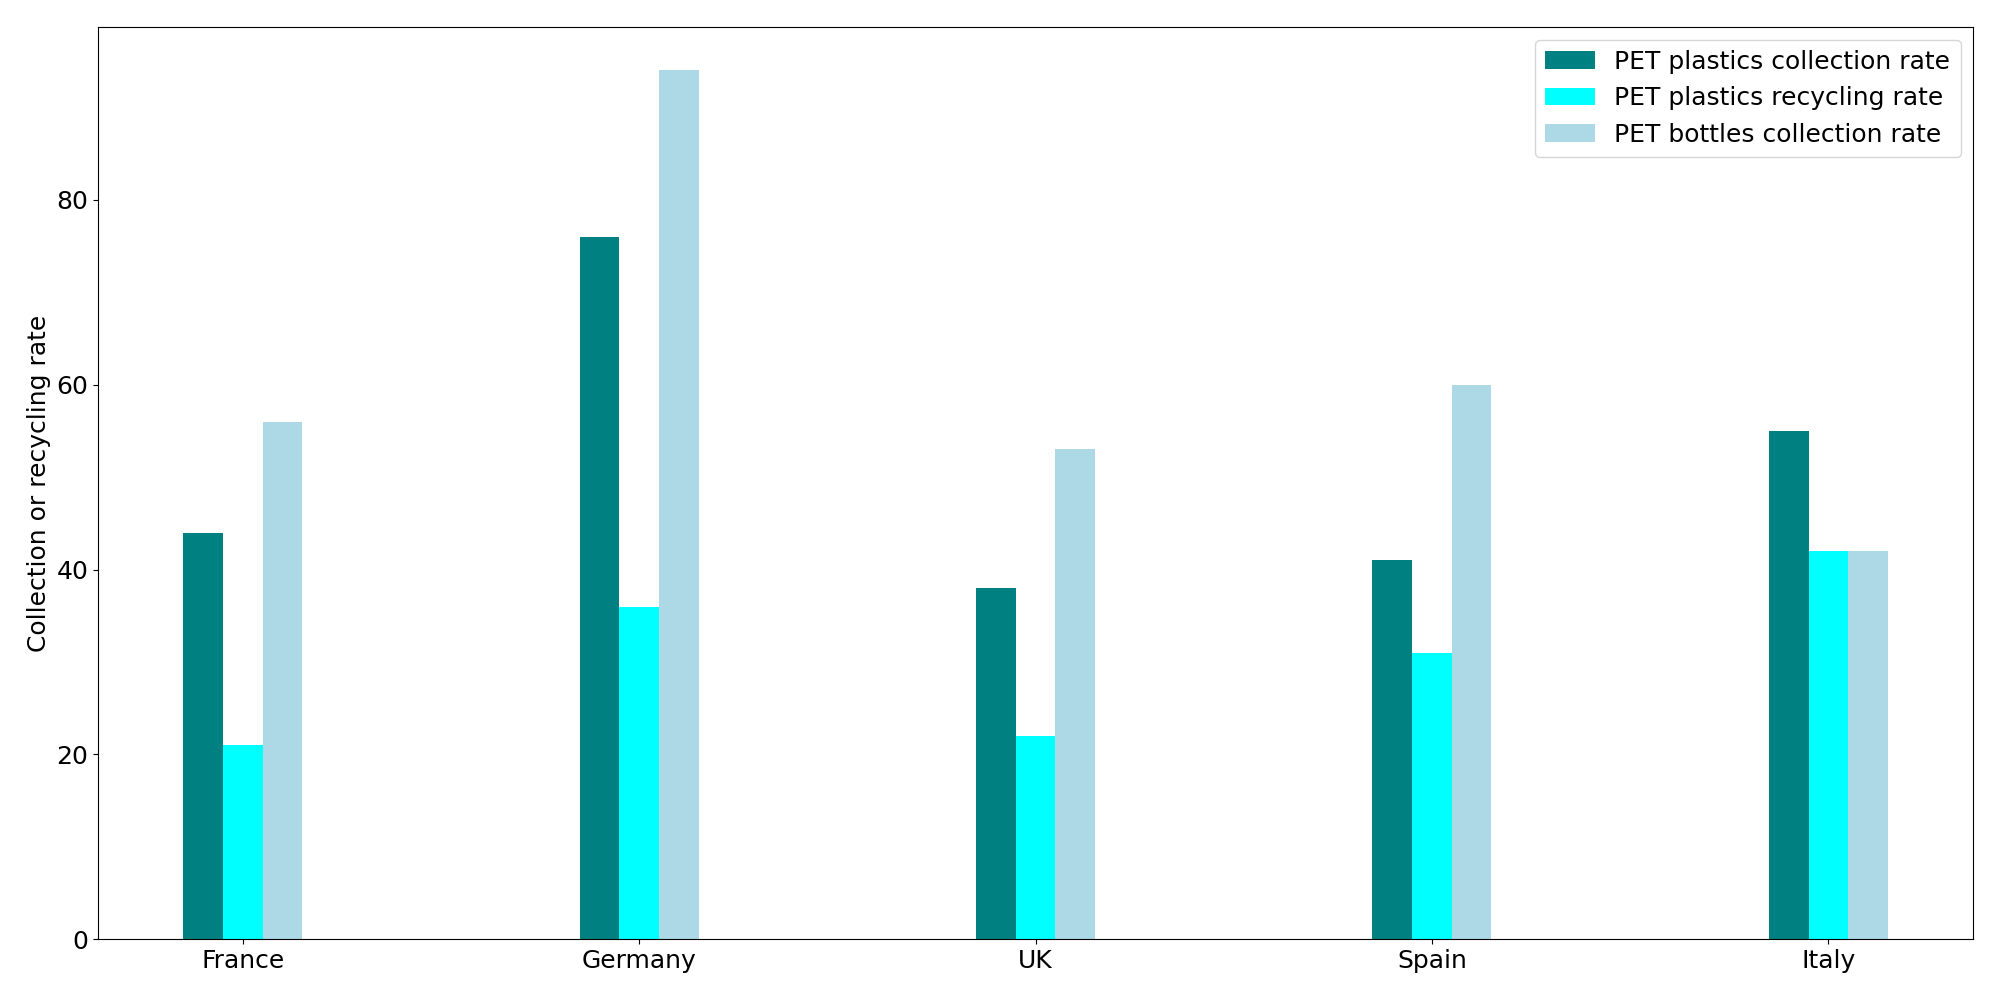 PET plastics collection rate
PET plastics recycling rate
PET bottles collection rate
Collection or recycling rate
80
60
40
20
0
France
Germany
UK
Spain
Italy